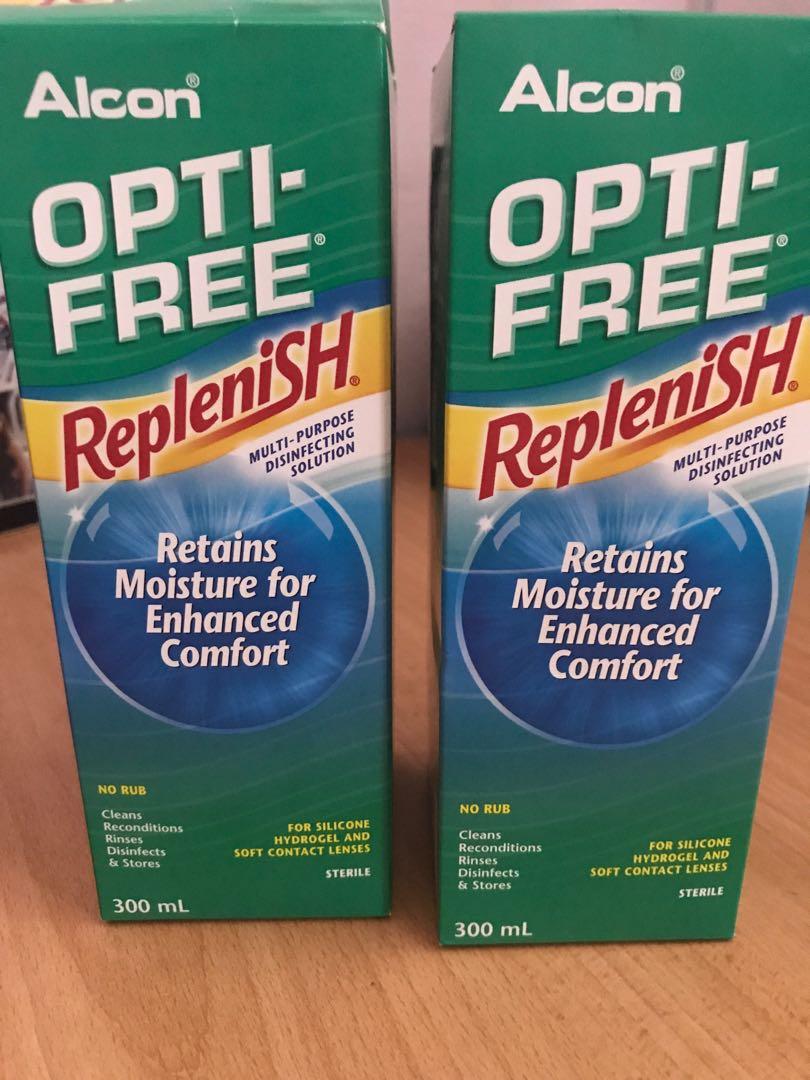 Alcon®
OPTI-
FREE®
RepleniSH®
MULTI-PURPOSE
DISINFECTING
SOLUTION
Retains
Moisture for
Enhanced
Comfort
NO RUB
Cleans
Reconditions
Rinses
Disinfects
& Stores
FOR SILICONE
HYDROGEL AND
SOFT CONTACT LENSES
STERILE
300 mL
Alcon®
OPTI-
FREE®
RepleniSH®
MULTI-PURPOSE
DISINFECTING
SOLUTION
Retains
Moisture for
Enhanced
Comfort
NO RUB
Cleans
Reconditions
Rinses
Disinfects
& Stores
FOR SILICONE
HYDROGEL AND
SOFT CONTACT LENSES
STERILE
300 mL